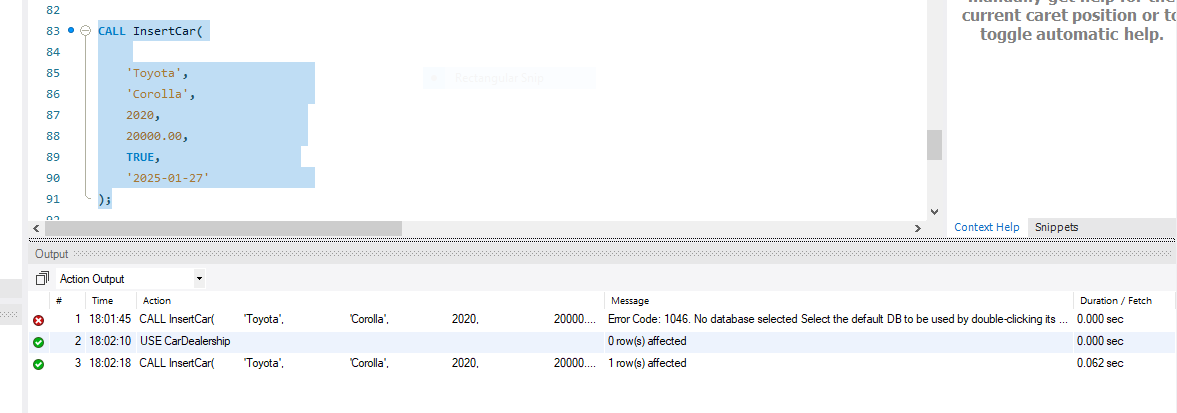 82
83 CALL InsertCar(
84
85 'Toyota',
86 'Corolla',
87 2020,
88 20000.00,
89 TRUE,
90 '2025-01-27'
91 );
current caret position or to
toggle automatic help.
Context Help Snippets
Output
Action Output
# Time Action Message Duration / Fetch
1 18:01:45 CALL InsertCar( 'Toyota', 'Corolla', 2020, 20000.... Error Code: 1046. No database selected Select the default DB to be used by double-clicking its ... 0.000 sec
2 18:02:10 USE CarDealership 0 row(s) affected 0.000 sec
3 18:02:18 CALL InsertCar( 'Toyota', 'Corolla', 2020, 20000.... 1 row(s) affected 0.062 sec